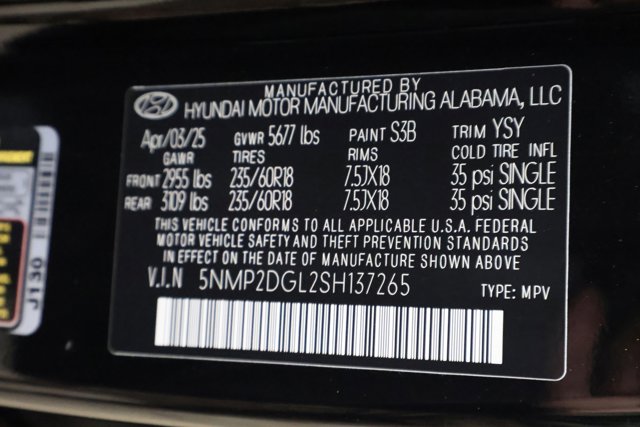 MANUFACTURED BY
HYUNDAI MOTOR MANUFACTURING ALABAMA, LLC
Apr/03/25 GVWR 5677 lbs PAINT S3B TRIM YSY
GAWR TIRES RIMS COLD TIRE INFL
FRONT 2955 lbs 235/60R18 7.5JX18 35 psi SINGLE
REAR 3109 lbs 235/60R18 7.5JX18 35 psi SINGLE
THIS VEHICLE CONFORMS TO ALL APPLICABLE U.S.A. FEDERAL
MOTOR VEHICLE SAFETY AND THEFT PREVENTION STANDARDS
IN EFFECT ON THE DATE OF MANUFACTURE SHOWN ABOVE
V.I.N 5NMP2DGL2SH137265 TYPE: MPV
J130